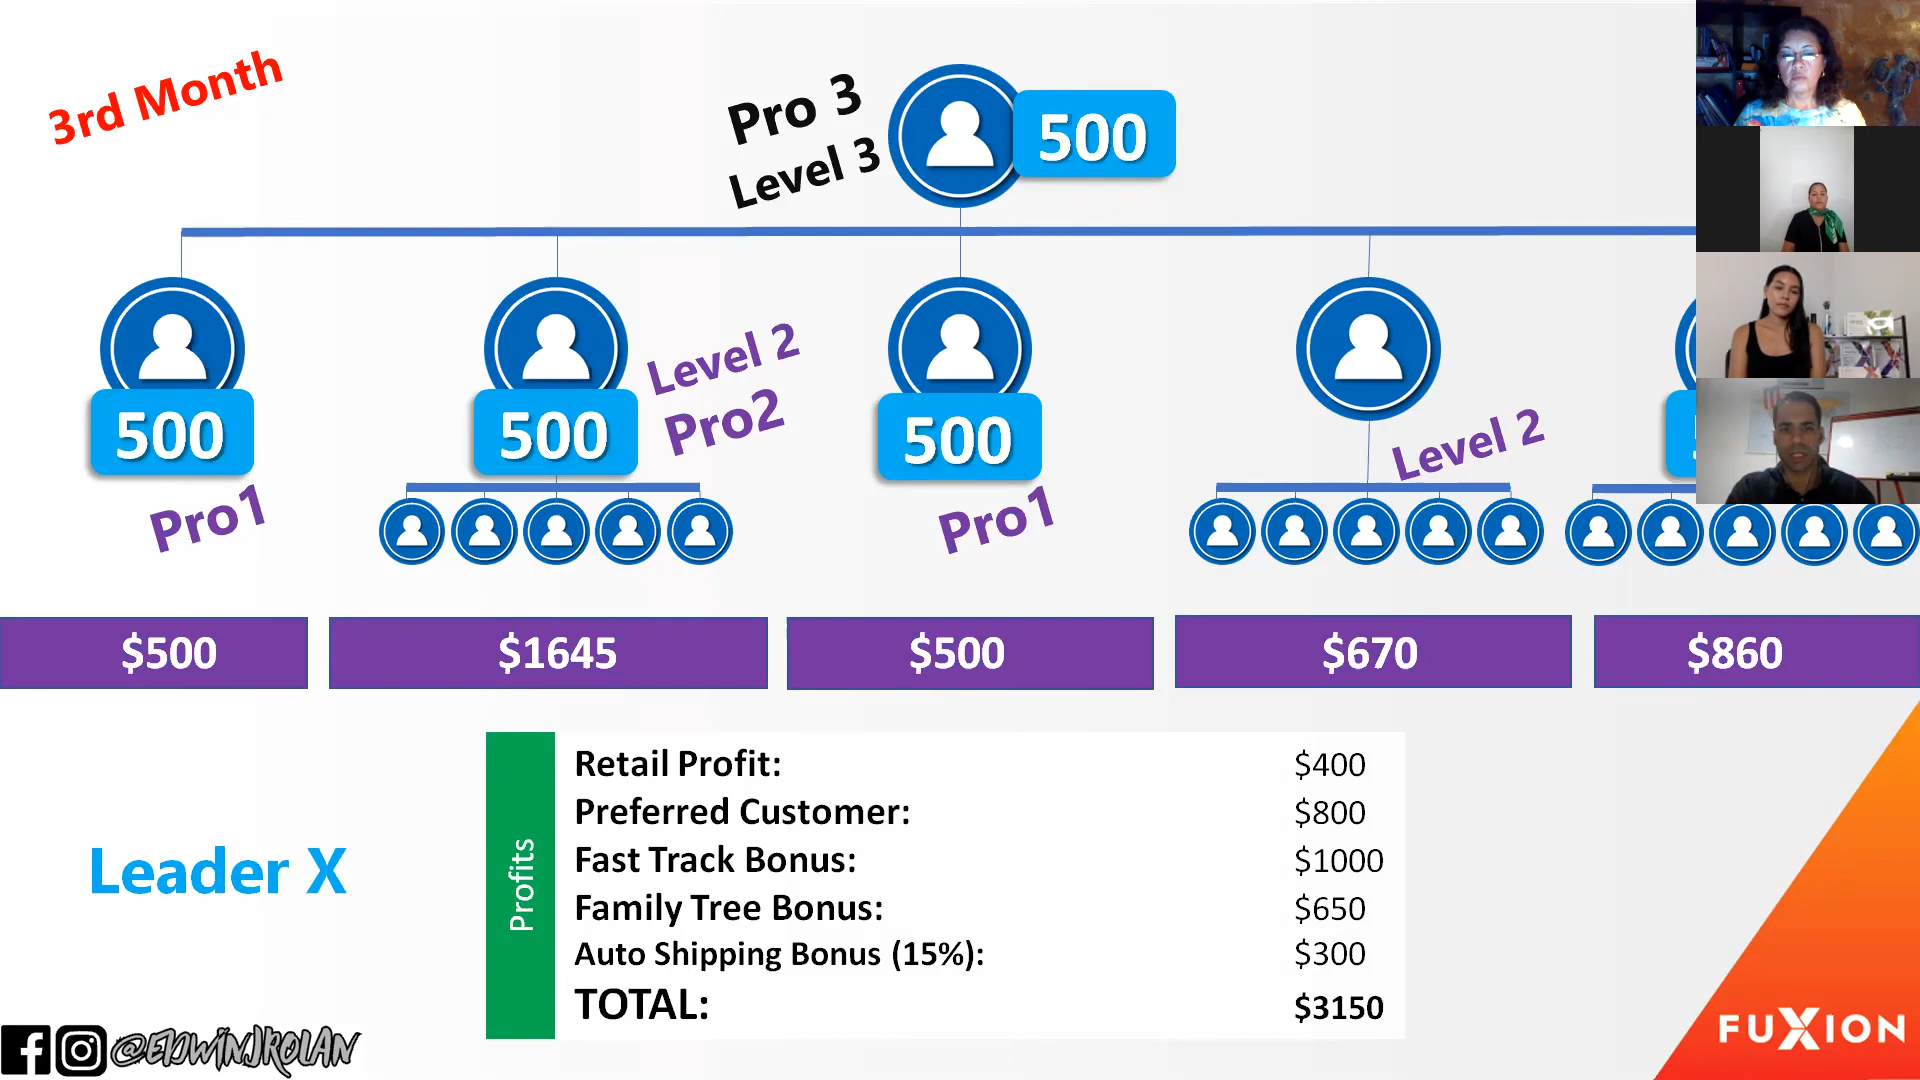 3rd Month
Pro 3
Level 3
500
Level 2
Pro2
500
500
500
Level 2
Pro1
Pro1
$500
$1645
$500
$670
$860
Profits
Retail Profit: $400
Preferred Customer: $800
Fast Track Bonus: $1000
Family Tree Bonus: $650
Auto Shipping Bonus (15%): $300
TOTAL: $3150
Leader X
@EDWINJROLAN
FUXION